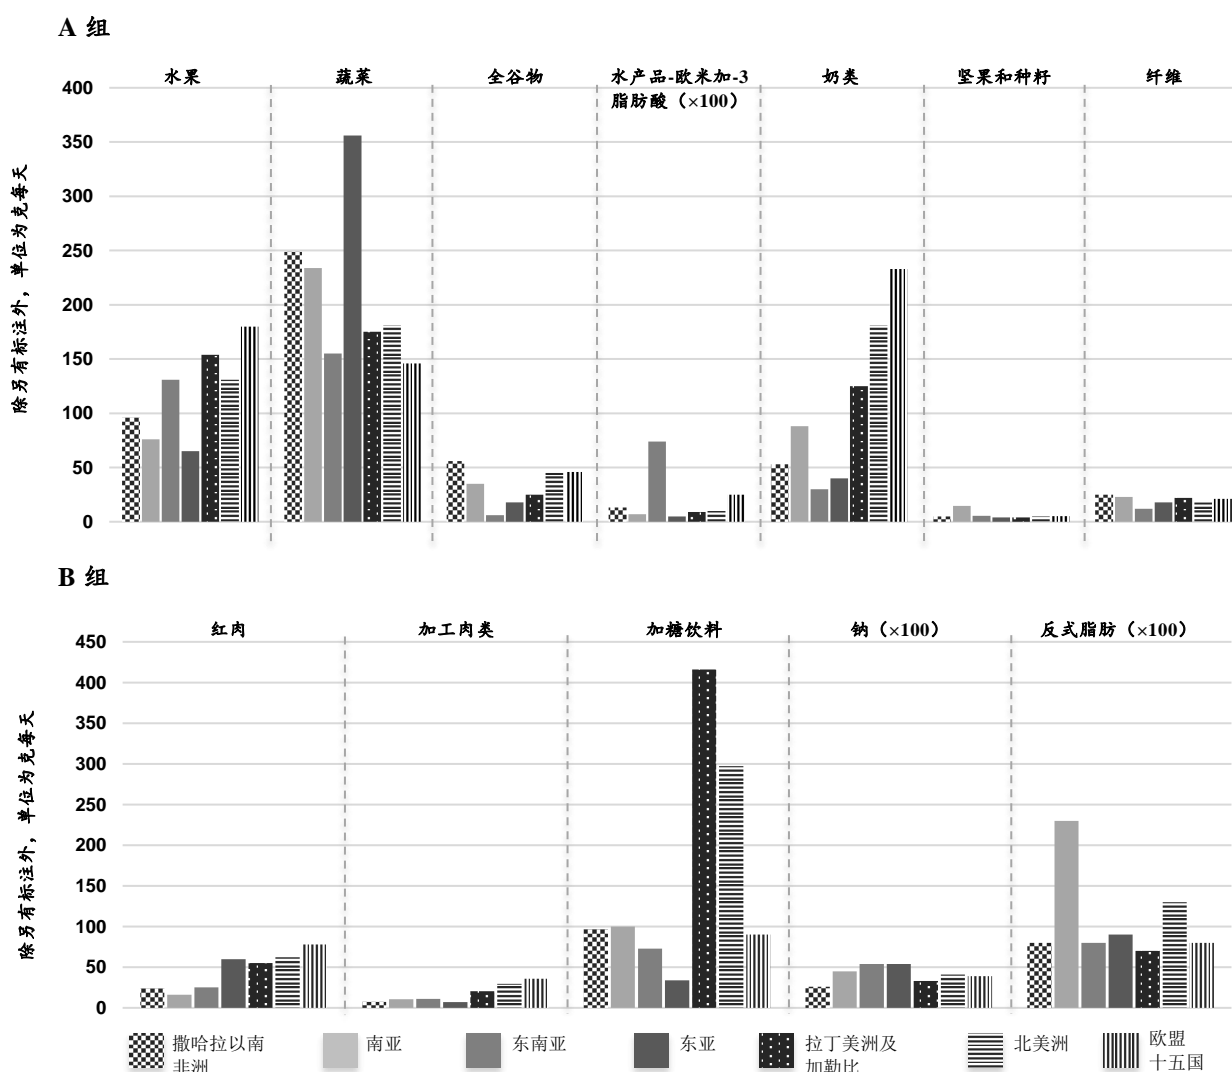 A 组
水果
蔬菜
全谷物
水产品-欧米加-3
脂肪酸（×100）
奶类
坚果和种籽
纤维
除另有标注外，单位为克每天
400
350
300
250
200
150
100
50
0
B 组
红肉
加工肉类
加糖饮料
钠（×100）
反式脂肪（×100）
除另有标注外，单位为克每天
450
400
350
300
250
200
150
100
50
0
撒哈拉以南
非洲
南亚
东南亚
东亚
拉丁美洲及
加勒比
北美洲
欧盟
十五国